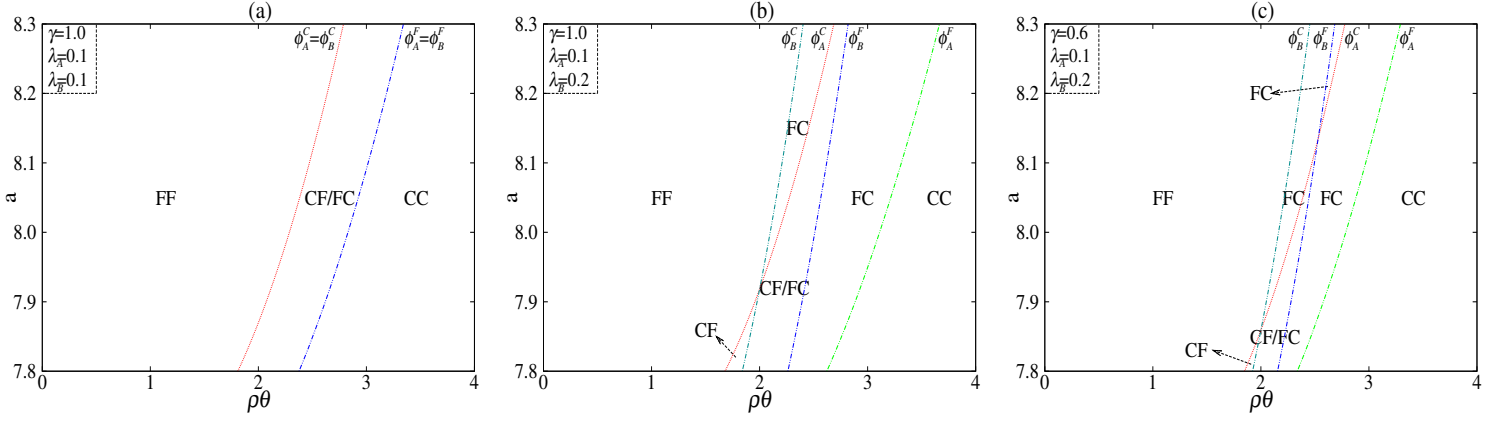 (a)
8.3
8.2
8.1
8.0
7.9
7.8
a
0
1
2
3
4
ρθ
γ=1.0
λ_A=0.1
λ_B=0.1
ϕ_A^C=ϕ_B^C
ϕ_A^F=ϕ_B^F
FF
CF/FC
CC
(b)
8.3
8.2
8.1
8.0
7.9
7.8
a
0
1
2
3
4
ρθ
γ=1.0
λ_A=0.1
λ_B=0.2
ϕ_B^C
ϕ_A^C
ϕ_B^F
ϕ_A^F
FC
FF
FC
CC
CF/FC
CF
(c)
8.3
8.2
8.1
8.0
7.9
7.8
a
0
1
2
3
4
ρθ
γ=0.6
λ_A=0.1
λ_B=0.2
ϕ_B^C
ϕ_B^F
ϕ_A^C
ϕ_A^F
FC
FF
FC
FC
CC
CF/FC
CF